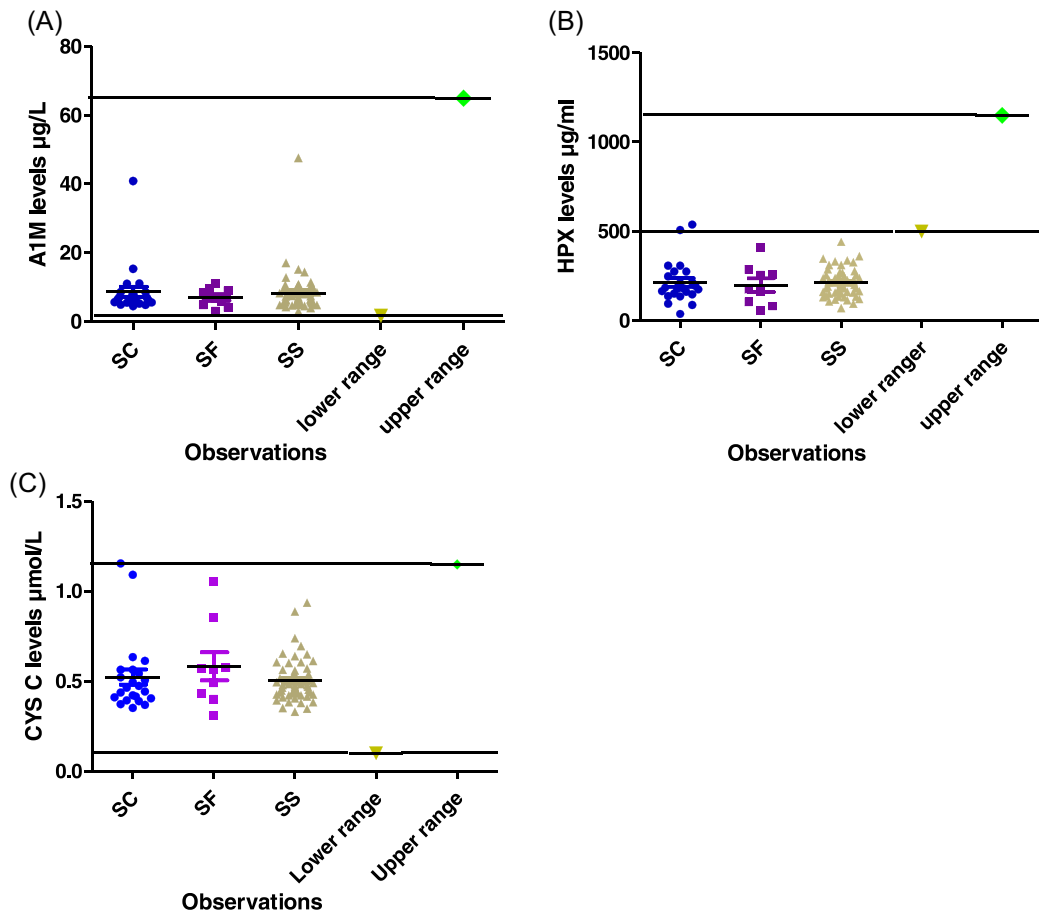 (A)
A1M levels µg/L
80
60
40
20
0
SC
SF
SS
lower range
upper range
Observations
(B)
HPX levels µg/ml
1500
1000
500
0
SC
SF
SS
lower ranger
upper range
Observations
(C)
CYS C levels µmol/L
1.5
1.0
0.5
0.0
SC
SF
SS
Lower range
Upper range
Observations